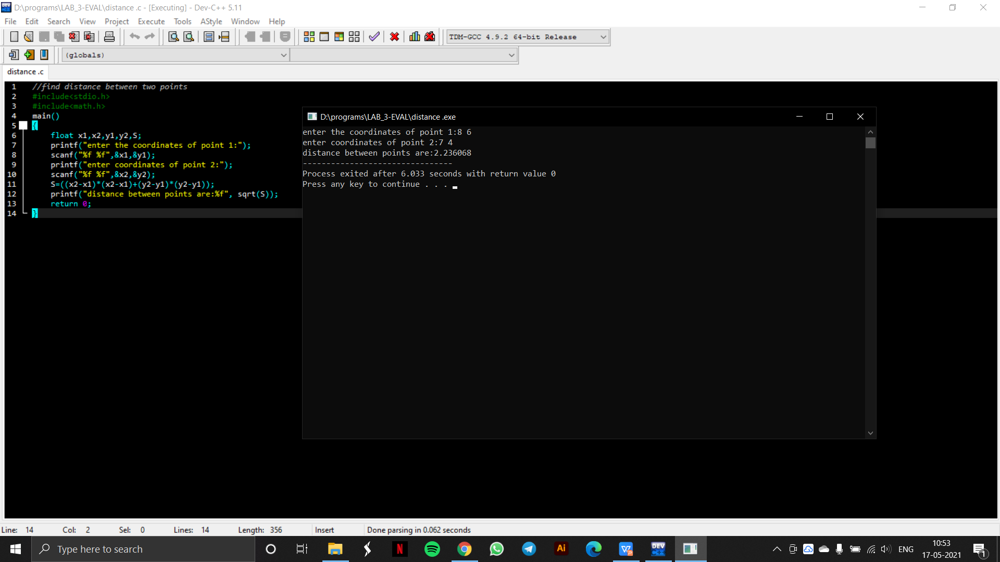 D:\programs\LAB_3-EVAL\distance .c - [Executing] - Dev-C++ 5.11
File Edit Search View Project Execute Tools AStyle Window Help
TDM-GCC 4.9.2 64-bit Release
(globals)
distance .c
1 //find distance between two points
2 #include<stdio.h>
3 #include<math.h>
4 main()
5 {
6 float x1,x2,y1,y2,S;
7 printf("enter the coordinates of point 1:");
8 scanf("%f %f",&x1,&y1);
9 printf("enter coordinates of point 2:");
10 scanf("%f %f",&x2,&y2);
11 S=((x2-x1)*(x2-x1)+(y2-y1)*(y2-y1));
12 printf("distance between points are:%f", sqrt(S));
13 return 0;
14 }
D:\programs\LAB_3-EVAL\distance .exe
enter the coordinates of point 1:8 6
enter coordinates of point 2:7 4
distance between points are:2.236068
--------------------------------
Process exited after 6.033 seconds with return value 0
Press any key to continue . . .
Line: 14 Col: 2 Sel: 0 Lines: 14 Length: 356 Insert Done parsing in 0.062 seconds
Type here to search
N
Ai
DEV C++
ENG
10:53
17-05-2021
1